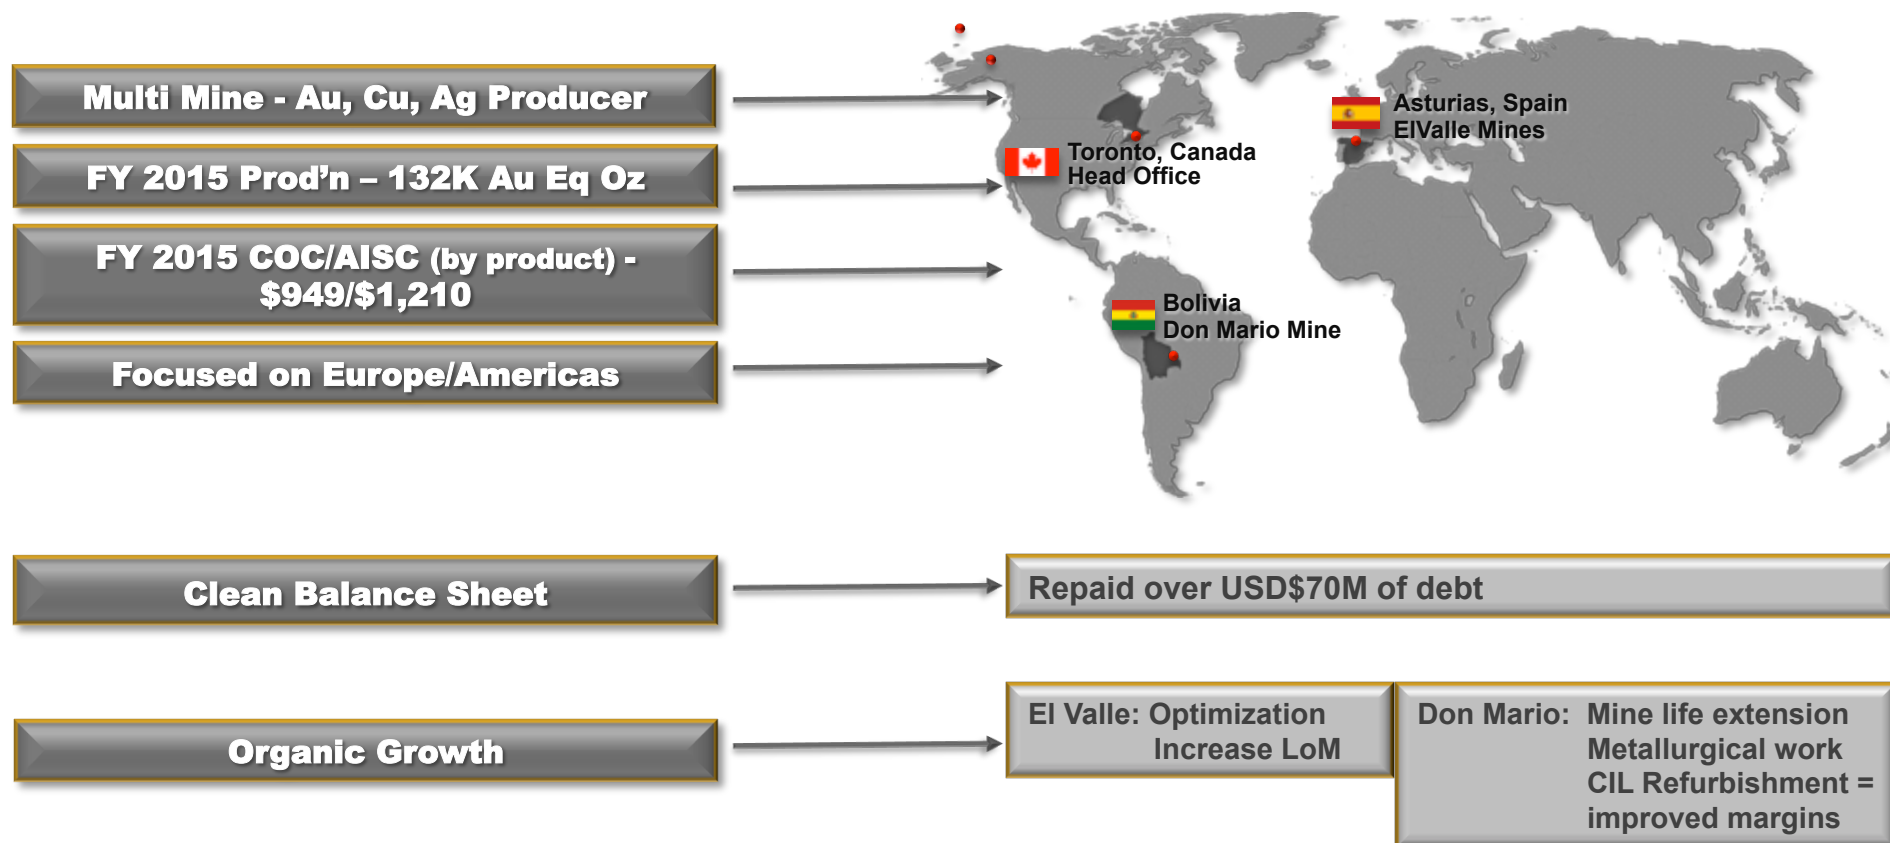 Multi Mine - Au, Cu, Ag Producer
FY 2015 Prod’n – 132K Au Eq Oz
FY 2015 COC/AISC (by product) -
$949/$1,210
Focused on Europe/Americas
Toronto, Canada
Head Office
Asturias, Spain
ElValle Mines
Bolivia
Don Mario Mine
Clean Balance Sheet
Repaid over USD$70M of debt
Organic Growth
El Valle: Optimization
Increase LoM
Don Mario: Mine life extension
Metallurgical work
CIL Refurbishment =
improved margins